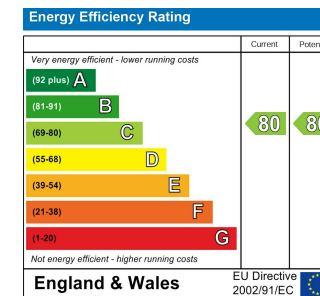 Energy Efficiency Rating
Current
Very energy efficient - lower running costs
(92 plus) A
(81-91) B
(69-80) C
80
(55-68) D
(39-54) E
(21-38) F
(1-20) G
Not energy efficient - higher running costs
England & Wales
EU Directive
2002/91/EC